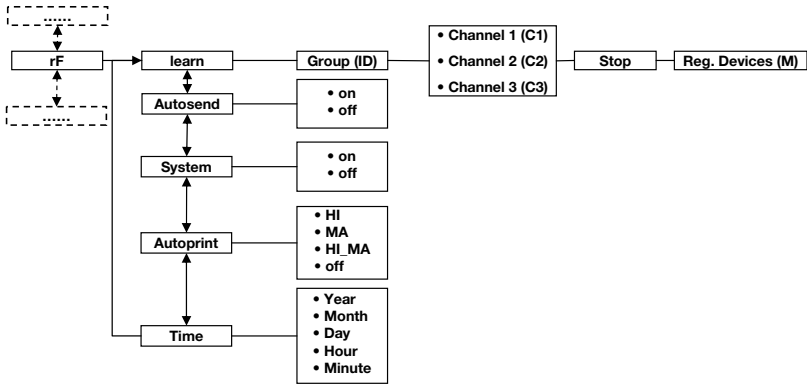 ......
rF
......
learn
Group (ID)
• Channel 1 (C1)
• Channel 2 (C2)
• Channel 3 (C3)
Stop
Reg. Devices (M)
Autosend
• on
• off
System
• on
• off
Autoprint
• HI
• MA
• HI_MA
• off
Time
• Year
• Month
• Day
• Hour
• Minute